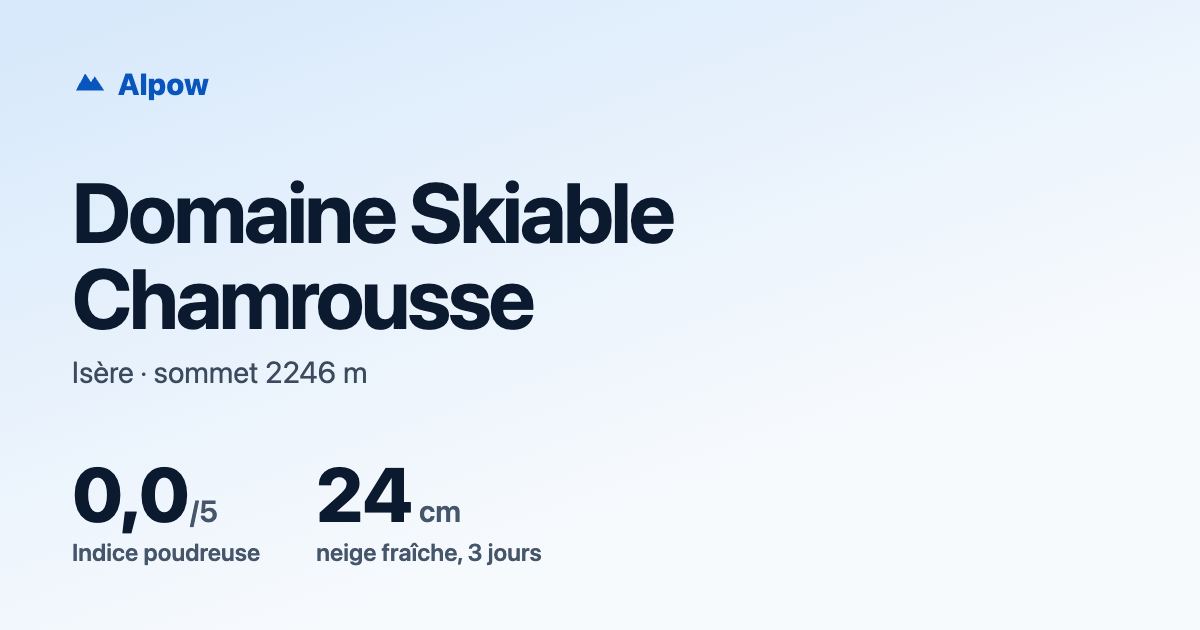 Alpow
Domaine Skiable
Chamrousse
Isère · sommet 2246 m
0,0/5
Indice poudreuse
24 cm
neige fraîche, 3 jours